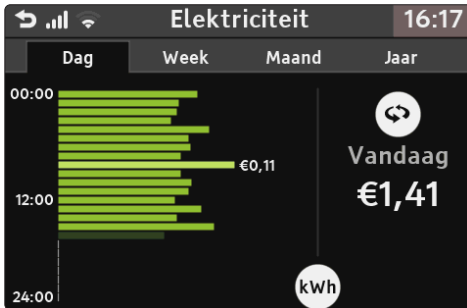 Elektriciteit
16:17
Dag
Week
Maand
Jaar
00:00
€0,11
Vandaag
12:00
€1,41
kWh
24:00